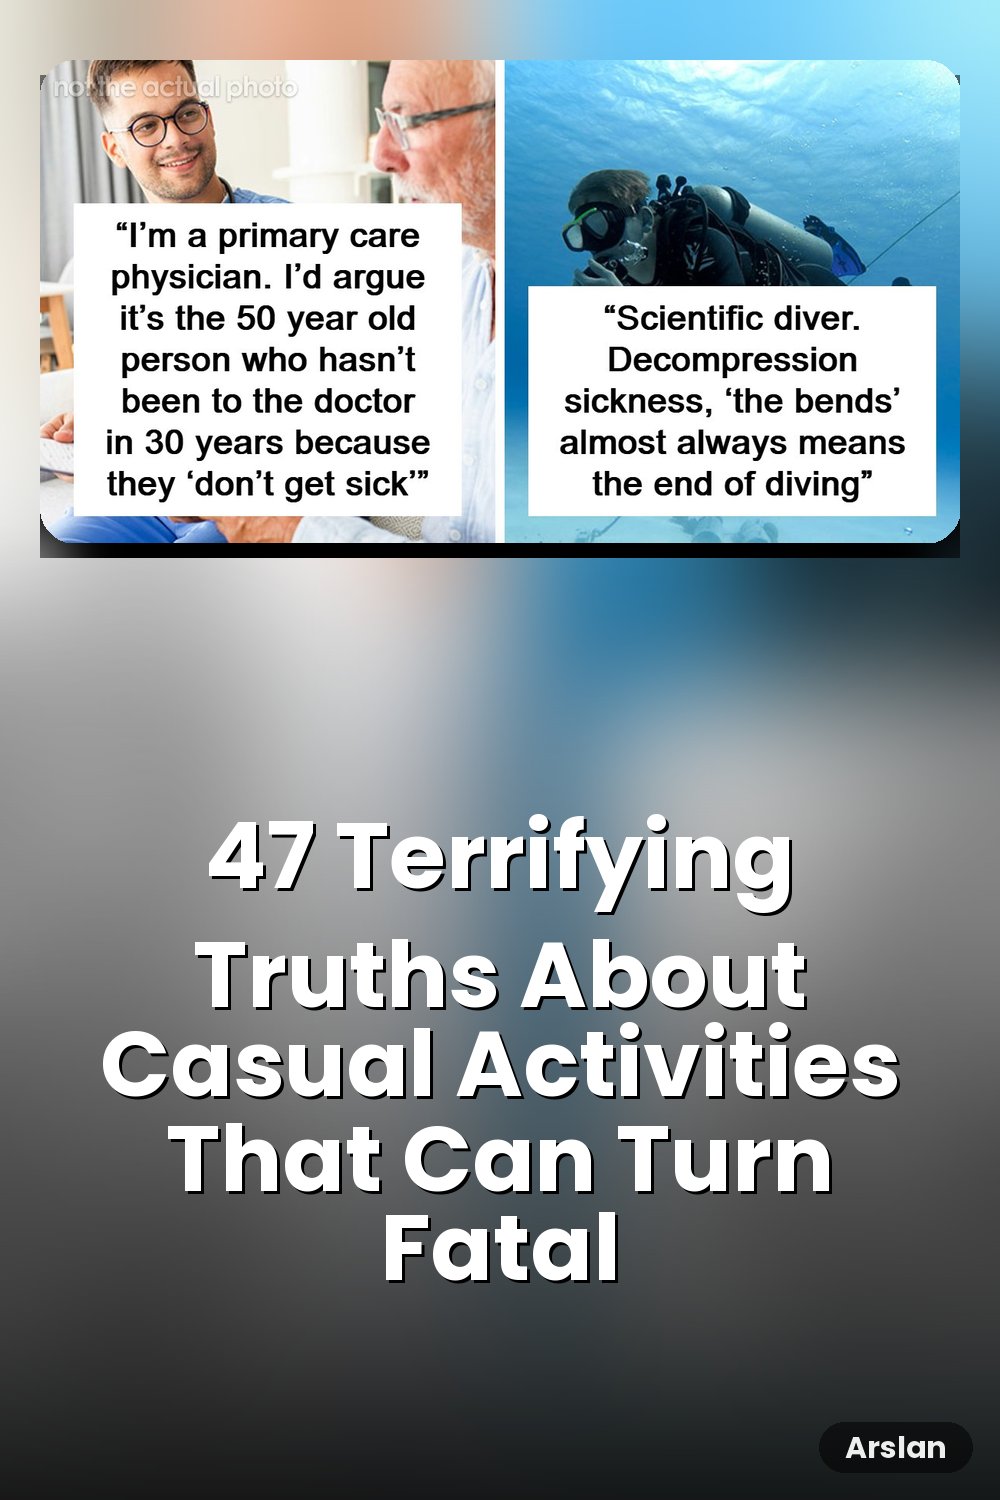 not the actual photo
“I’m a primary care
physician. I’d argue
it’s the 50 year old
person who hasn’t
been to the doctor
in 30 years because
they ‘don’t get sick’”
“Scientific diver.
Decompression
sickness, ‘the bends’
almost always means
the end of diving”
47 Terrifying
Truths About
Casual Activities
That Can Turn
Fatal
Arslan